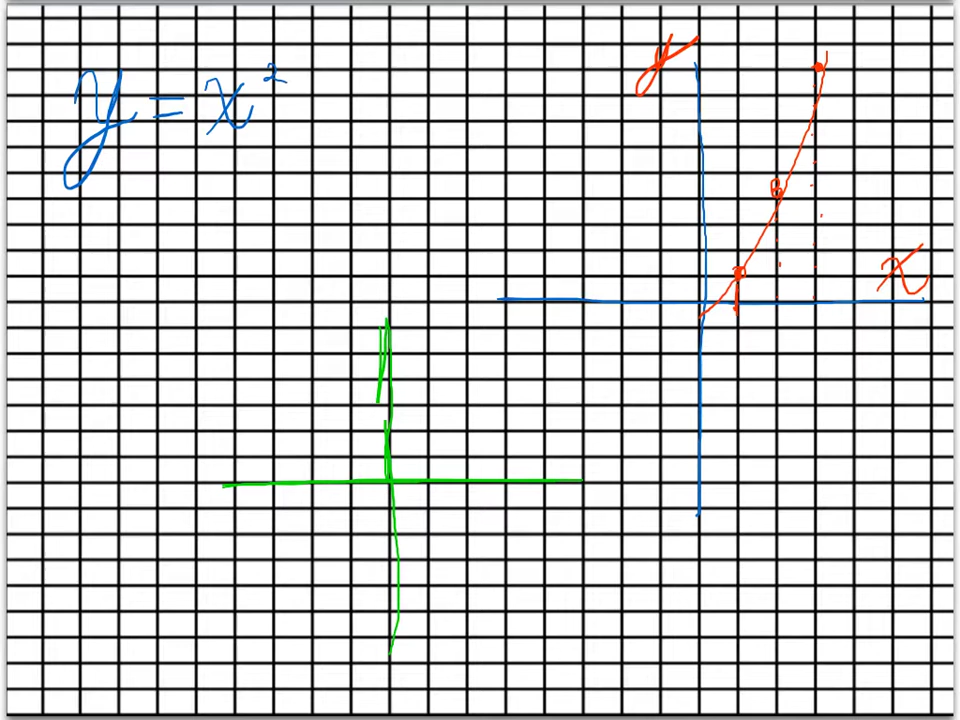 y = x²
y
x